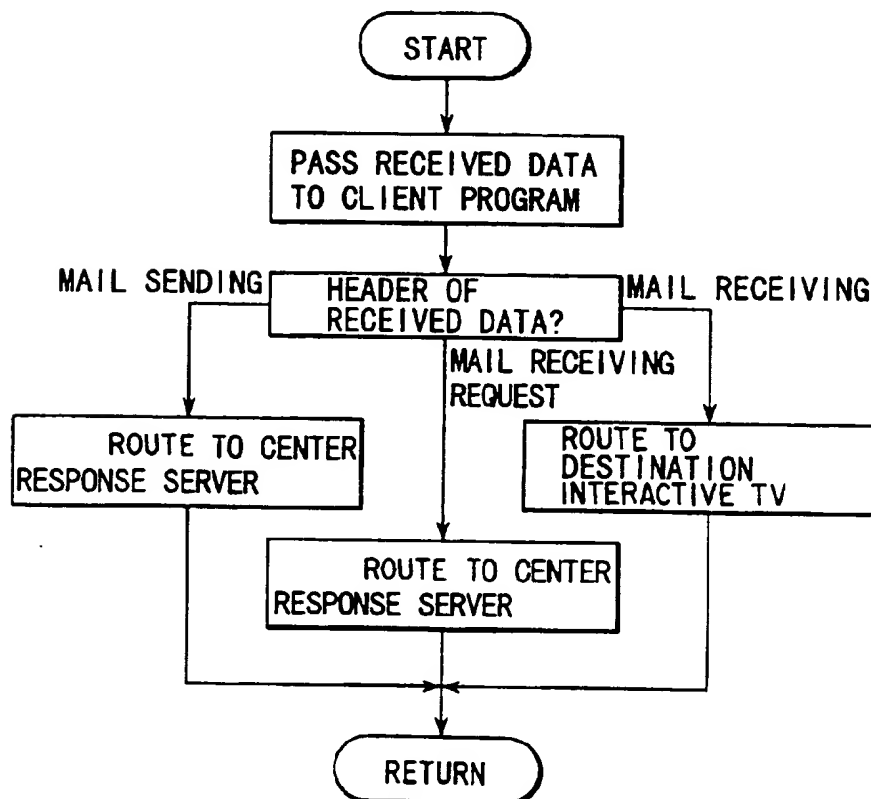 START
PASS RECEIVED DATA
TO CLIENT PROGRAM
MAIL SENDING
HEADER OF
RECEIVED DATA?
MAIL RECEIVING
MAIL RECEIVING
REQUEST
ROUTE TO CENTER
RESPONSE SERVER
ROUTE TO
DESTINATION
INTERACTIVE TV
ROUTE TO CENTER
RESPONSE SERVER
RETURN